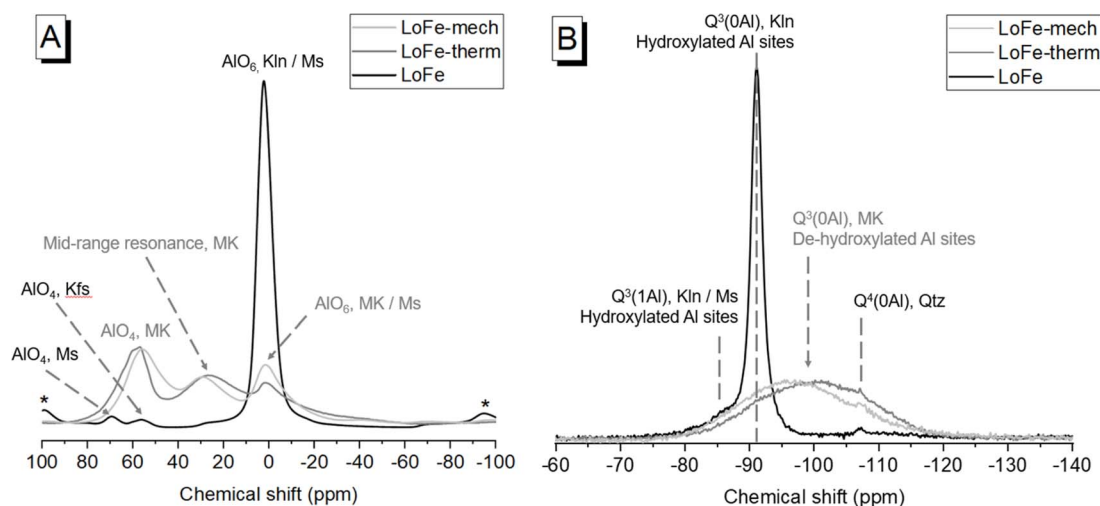 A
LoFe-mech
LoFe-therm
LoFe
AlO₆, Kln / Ms
Mid-range resonance, MK
AlO₄, Kfs
AlO₄, MK
AlO₆, MK / Ms
AlO₄, Ms
*
*
100 80 60 40 20 0 -20 -40 -60 -80 -100
Chemical shift (ppm)
B
Q³(0Al), Kln
Hydroxylated Al sites
LoFe-mech
LoFe-therm
LoFe
Q³(0Al), MK
De-hydroxylated Al sites
Q³(1Al), Kln / Ms
Hydroxylated Al sites
Q⁴(0Al), Qtz
-60 -70 -80 -90 -100 -110 -120 -130 -140
Chemical shift (ppm)